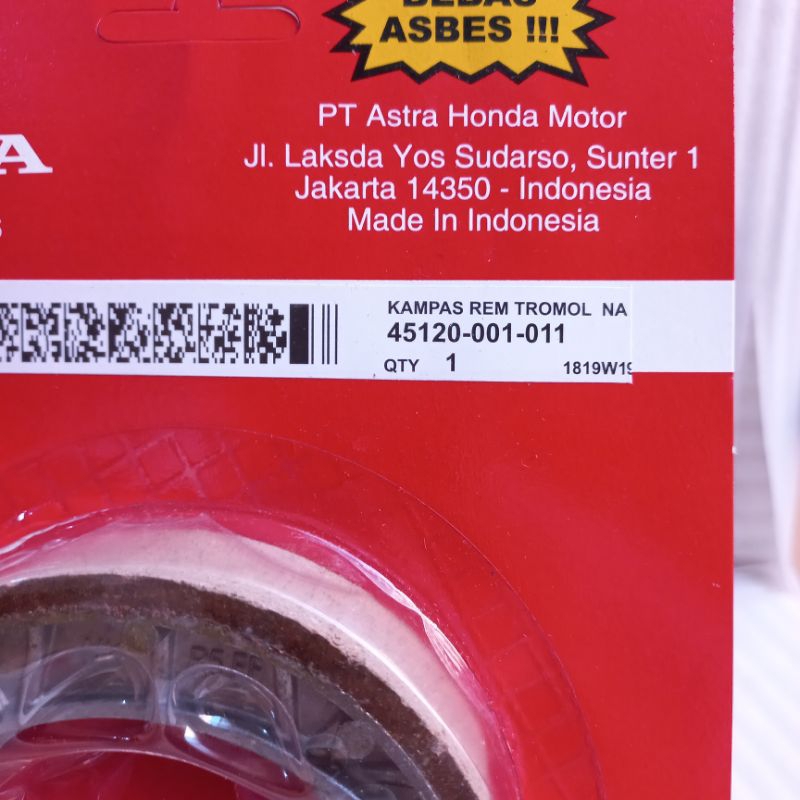 BEBAS
ASBES !!!
PT Astra Honda Motor
Jl. Laksda Yos Sudarso, Sunter 1
Jakarta 14350 - Indonesia
Made In Indonesia
A
KAMPAS REM TROMOL NA
45120-001-011
QTY 1
1819W19